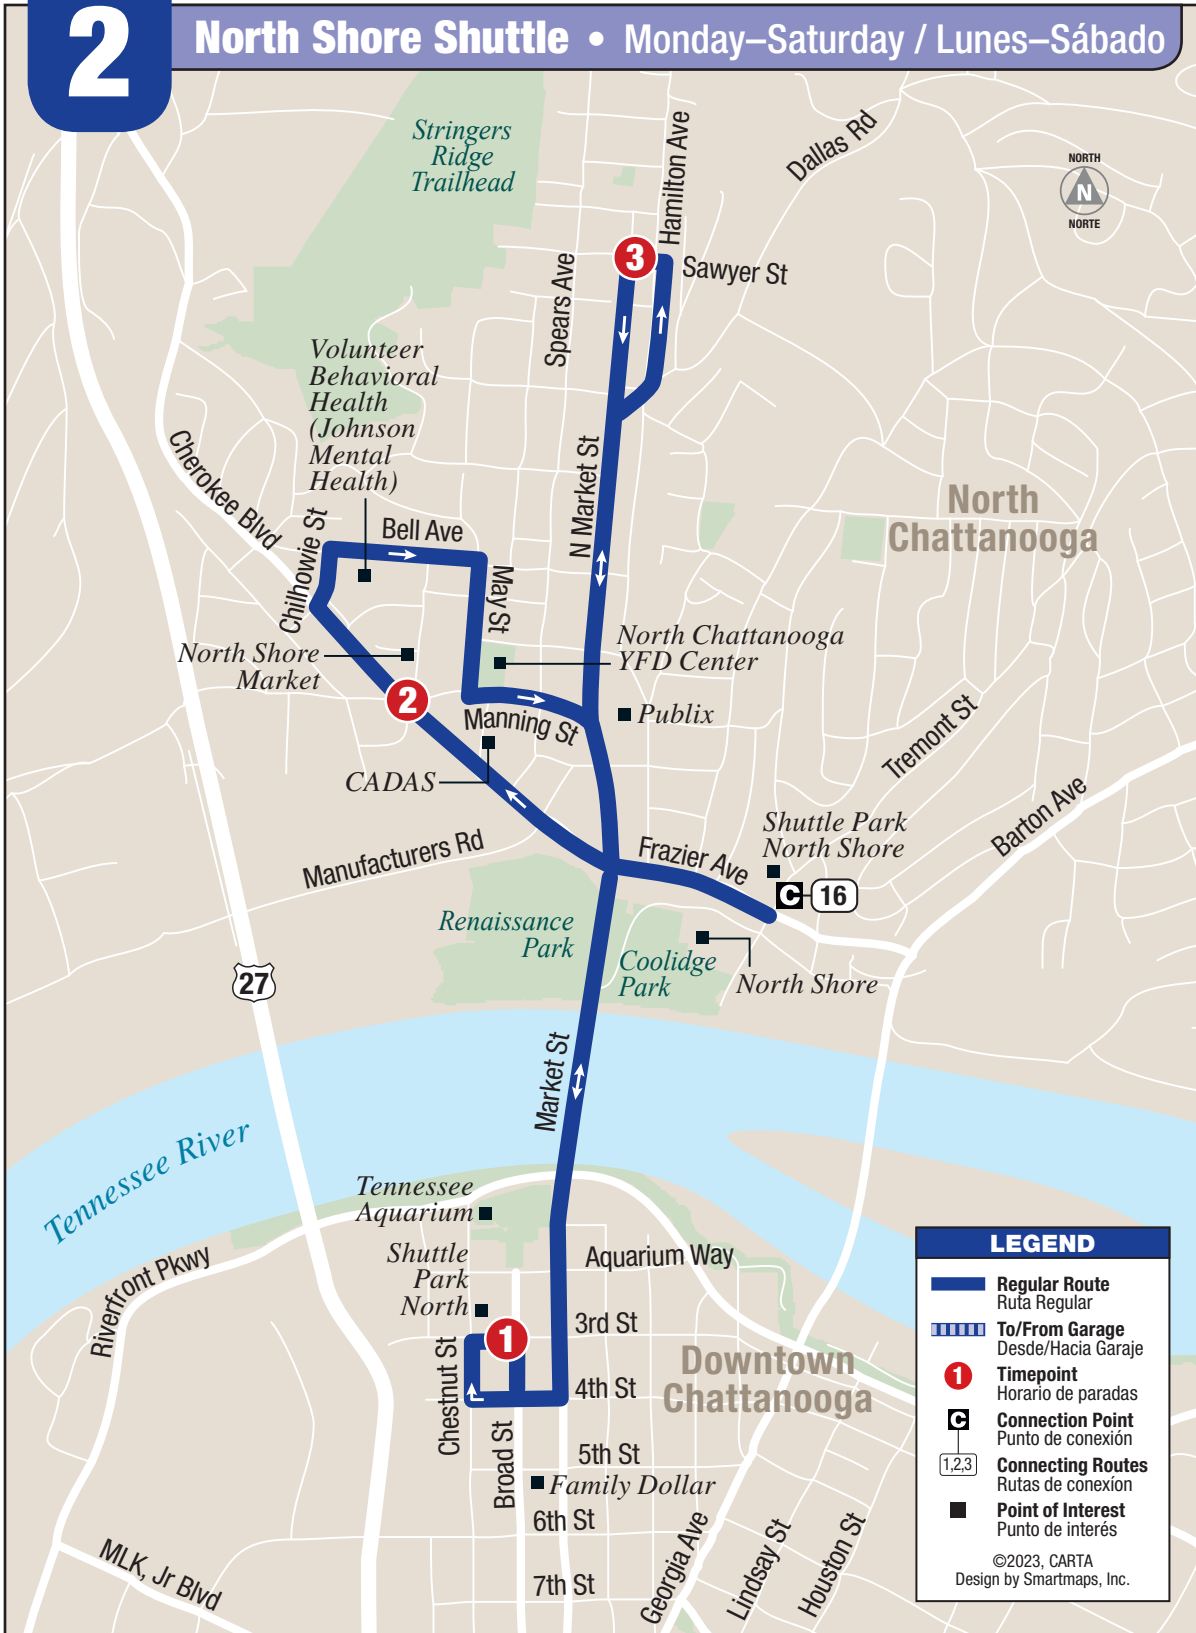 2
North Shore Shuttle • Monday–Saturday / Lunes–Sábado
Stringers
Ridge
Trailhead
Hamilton Ave
Dallas Rd
NORTH
N
NORTE
3
Sawyer St
Spears Ave
Volunteer
Behavioral
Health
(Johnson
Mental
Health)
Cherokee Blvd
N Market St
North
Chattanooga
Chilhowie St
Bell Ave
May St
North Chattanooga
YFD Center
North Shore
Market
2
Manning St
Publix
CADAS
Tremont St
Barton Ave
Manufacturers Rd
Frazier Ave
Shuttle Park
North Shore
C
16
Renaissance
Park
Coolidge
Park
North Shore
27
Market St
Tennessee River
Tennessee
Aquarium
Riverfront Pkwy
Shuttle
Park
North
Aquarium Way
1
3rd St
Chestnut St
4th St
Downtown
Chattanooga
Broad St
5th St
Family Dollar
6th St
7th St
MLK, Jr Blvd
Georgia Ave
Lindsay St
Houston St
LEGEND
Regular Route
Ruta Regular
To/From Garage
Desde/Hacia Garaje
1
Timepoint
Horario de paradas
C
Connection Point
Punto de conexión
1,2,3
Connecting Routes
Rutas de conexíon
Point of Interest
Punto de interés
©2023, CARTA
Design by Smartmaps, Inc.